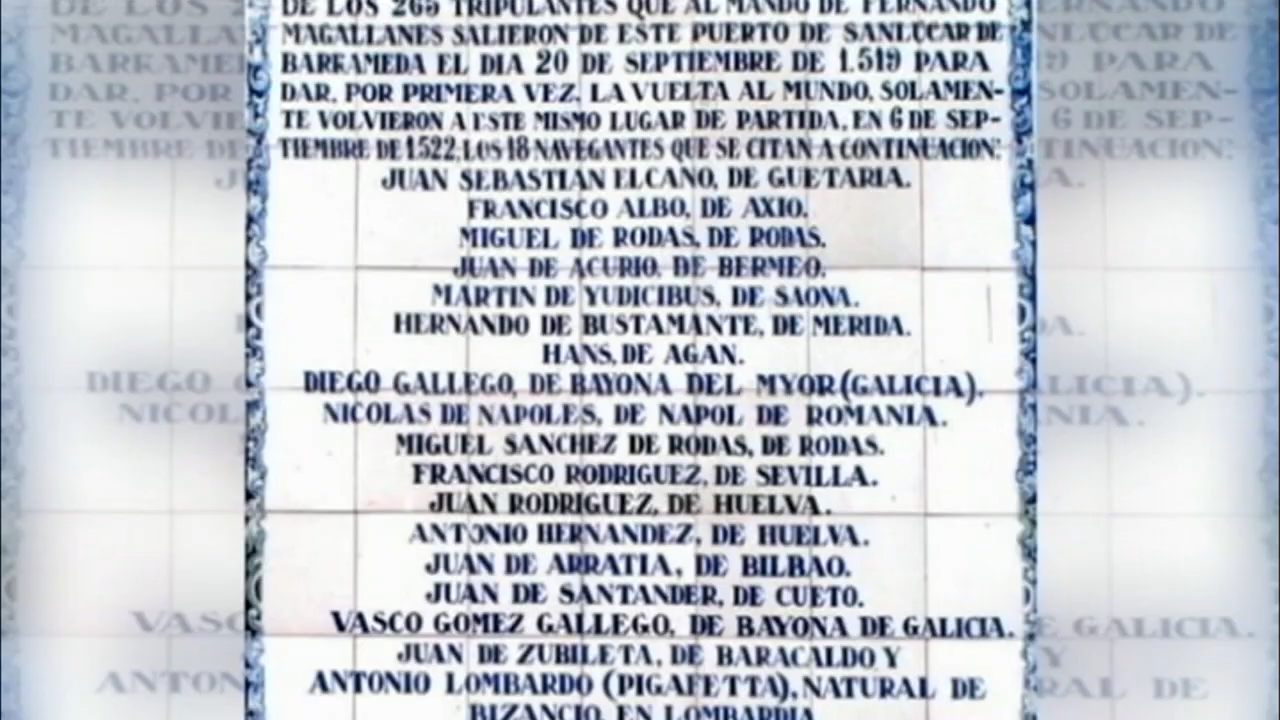 DE LOS 265 TRIPULANTES QUE AL MANDO DE FERNANDO
MAGALLANES SALIERON DE ESTE PUERTO DE SANLUCAR DE
BARRAMEDA EL DIA 20 DE SEPTIEMBRE DE 1.519 PARA
DAR, POR PRIMERA VEZ, LA VUELTA AL MUNDO, SOLAMEN-
TE VOLVIERON A ESTE MISMO LUGAR DE PARTIDA, EN 6 DE SEP-
TIEMBRE DE 1.522, LOS 18 NAVEGANTES QUE SE CITAN A CONTINUACION:
JUAN SEBASTIAN ELCANO, DE GUETARIA.
FRANCISCO ALBO, DE AXIO.
MIGUEL DE RODAS, DE RODAS.
JUAN DE ACURIO, DE BERMEO.
MARTIN DE YUDICIBUS, DE SAONA.
HERNANDO DE BUSTAMANTE, DE MERIDA.
HANS, DE AGAN.
DIEGO GALLEGO, DE BAYONA DEL MYOR (GALICIA).
NICOLAS DE NAPOLES, DE NAPOL DE ROMANIA.
MIGUEL SANCHEZ DE RODAS, DE RODAS.
FRANCISCO RODRIGUEZ, DE SEVILLA.
JUAN RODRIGUEZ, DE HUELVA.
ANTONIO HERNANDEZ, DE HUELVA.
JUAN DE ARRATIA, DE BILBAO.
JUAN DE SANTANDER, DE CUETO.
VASCO GOMEZ GALLEGO, DE BAYONA DE GALICIA.
JUAN DE ZUBILETA, DE BARACALDO Y
ANTONIO LOMBARDO (PIGAFETTA), NATURAL DE
BIZANCIO, EN LOMBARDIA